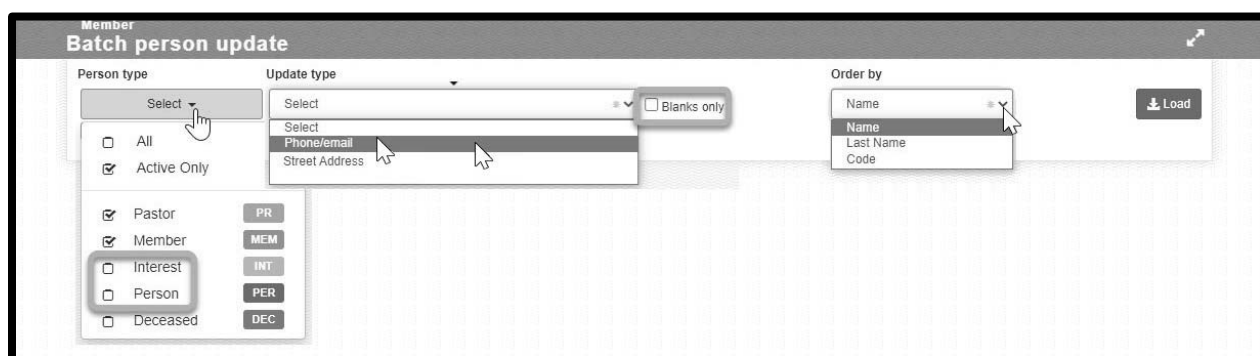 Member
Batch person update
Person type Update type Order by
Select Select Blanks only Name Load
All
Active Only
Pastor PR
Member MEM
Interest INT
Person PER
Deceased DEC
Select
Phone/email
Street Address
Name
Last Name
Code